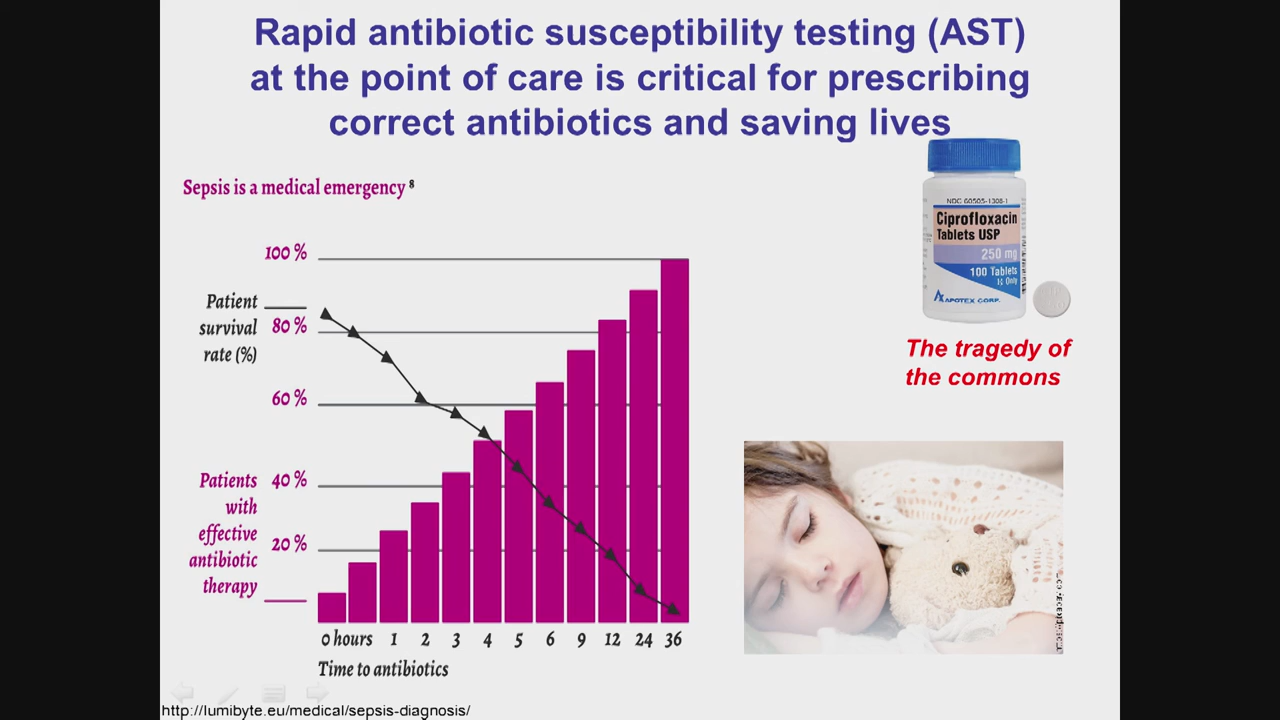 Rapid antibiotic susceptibility testing (AST)
at the point of care is critical for prescribing
correct antibiotics and saving lives
Sepsis is a medical emergency 8
100 %
Patient
survival
rate (%)
80 %
60 %
Patients
with
effective
antibiotic
therapy
40 %
20 %
0 hours 1 2 3 4 5 6 9 12 24 36
Time to antibiotics
NDC 60505-1308-1
Ciprofloxacin
Tablets USP
250 mg
100 Tablets
℞ Only
APOTEX CORP.
The tragedy of
the commons
http://lumibyte.eu/medical/sepsis-diagnosis/